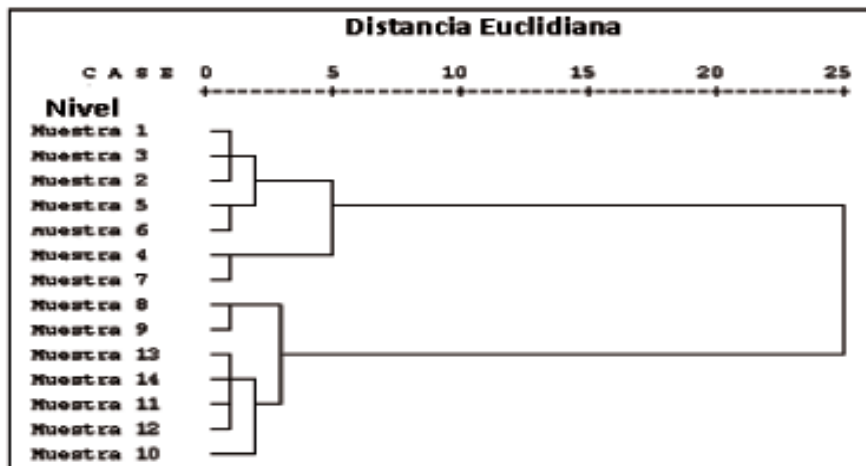 Distancia Euclidiana
C A S E 0 5 10 15 20 25
Nivel
Muestra 1
Muestra 3
Muestra 2
Muestra 5
muestra 6
Muestra 4
Muestra 7
Muestra 8
Muestra 9
Muestra 13
Muestra 14
Muestra 11
Muestra 12
Muestra 10